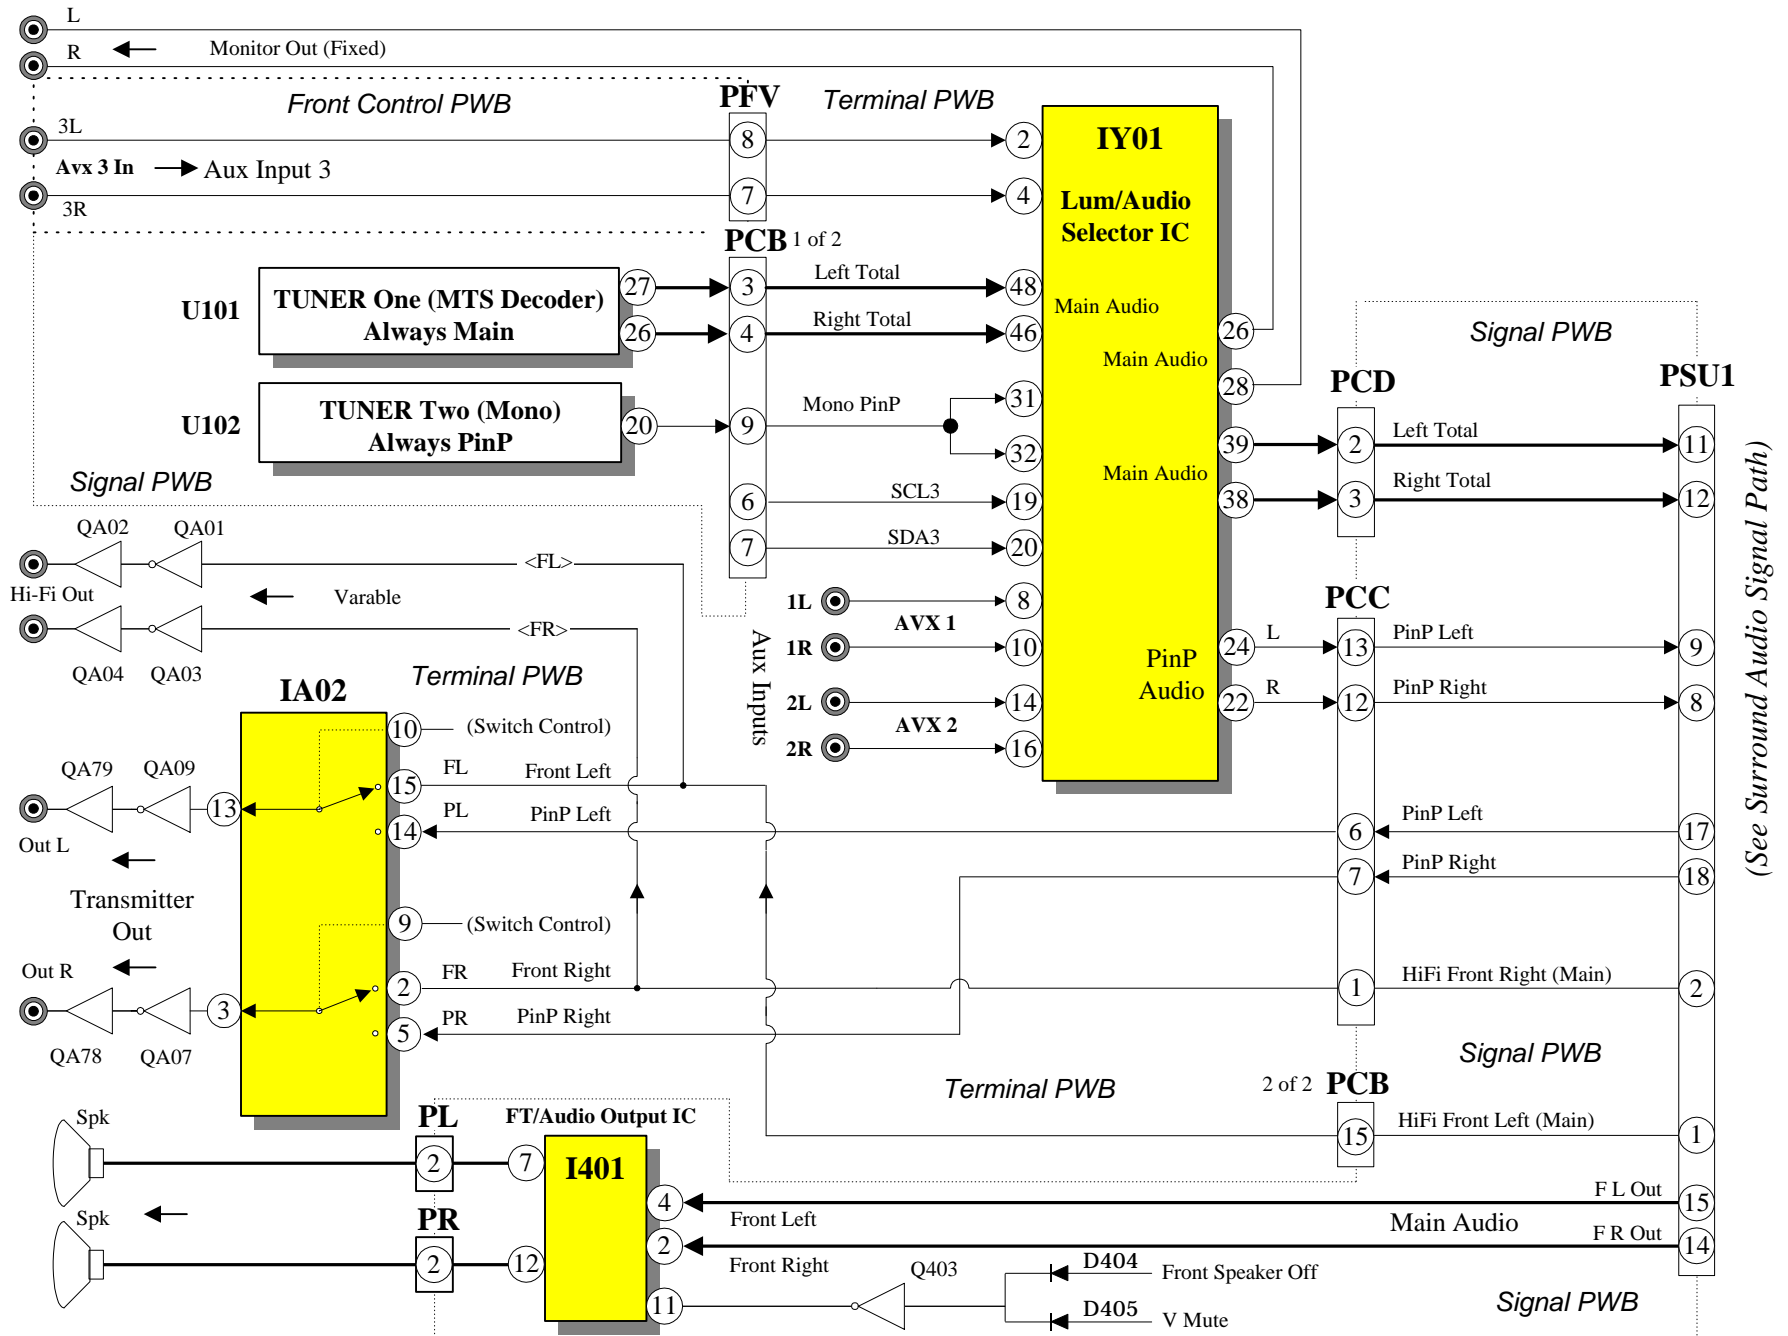 L
R
Monitor Out (Fixed)
Front Control PWB
PFV
Terminal PWB
3L
8
2
IY01
Avx 3 In
Aux Input 3
3R
7
4
Lum/Audio
Selector IC
PCB
1 of 2
U101
TUNER One (MTS Decoder)
Always Main
27
3
Left Total
48
Main Audio
26
4
Right Total
46
26
Main Audio
28
U102
TUNER Two (Mono)
Always PinP
20
9
Mono PinP
31
32
Signal PWB
PCD
PSU1
39
2
Left Total
11
Main Audio
38
3
Right Total
12
Signal PWB
6
SCL3
19
7
SDA3
20
QA02
QA01
<FL>
Hi-Fi Out
Varable
<FR>
QA04
QA03
1L
8
AVX 1
1R
10
2L
14
AVX 2
2R
16
Aux Inputs
PCC
PinP
Audio
24
L
13
PinP Left
9
22
R
12
PinP Right
8
(See Surround Audio Signal Path)
Terminal PWB
IA02
10
(Switch Control)
QA79
QA09
13
15
FL
Front Left
Out L
14
PL
PinP Left
6
PinP Left
17
7
PinP Right
18
Transmitter
Out
9
(Switch Control)
Out R
QA78
QA07
3
2
FR
Front Right
1
HiFi Front Right (Main)
2
5
PR
PinP Right
Signal PWB
Terminal PWB
2 of 2
PCB
15
HiFi Front Left (Main)
1
Spk
PL
2
FT/Audio Output IC
7
I401
4
Front Left
F L Out
15
Main Audio
Spk
PR
2
12
2
Front Right
F R Out
14
11
Q403
D404
Front Speaker Off
D405
V Mute
Signal PWB